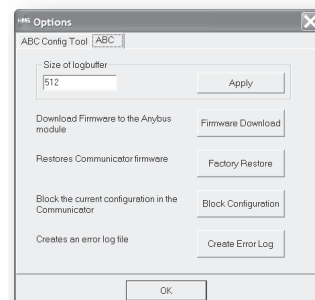 HMS Options
ABC Config Tool ABC
Size of logbuffer
512
Apply
Download Firmware to the Anybus
module
Firmware Download
Restores Communicator firmware
Factory Restore
Block the current configuration in the
Communicator
Block Configuration
Creates an error log file
Create Error Log
OK